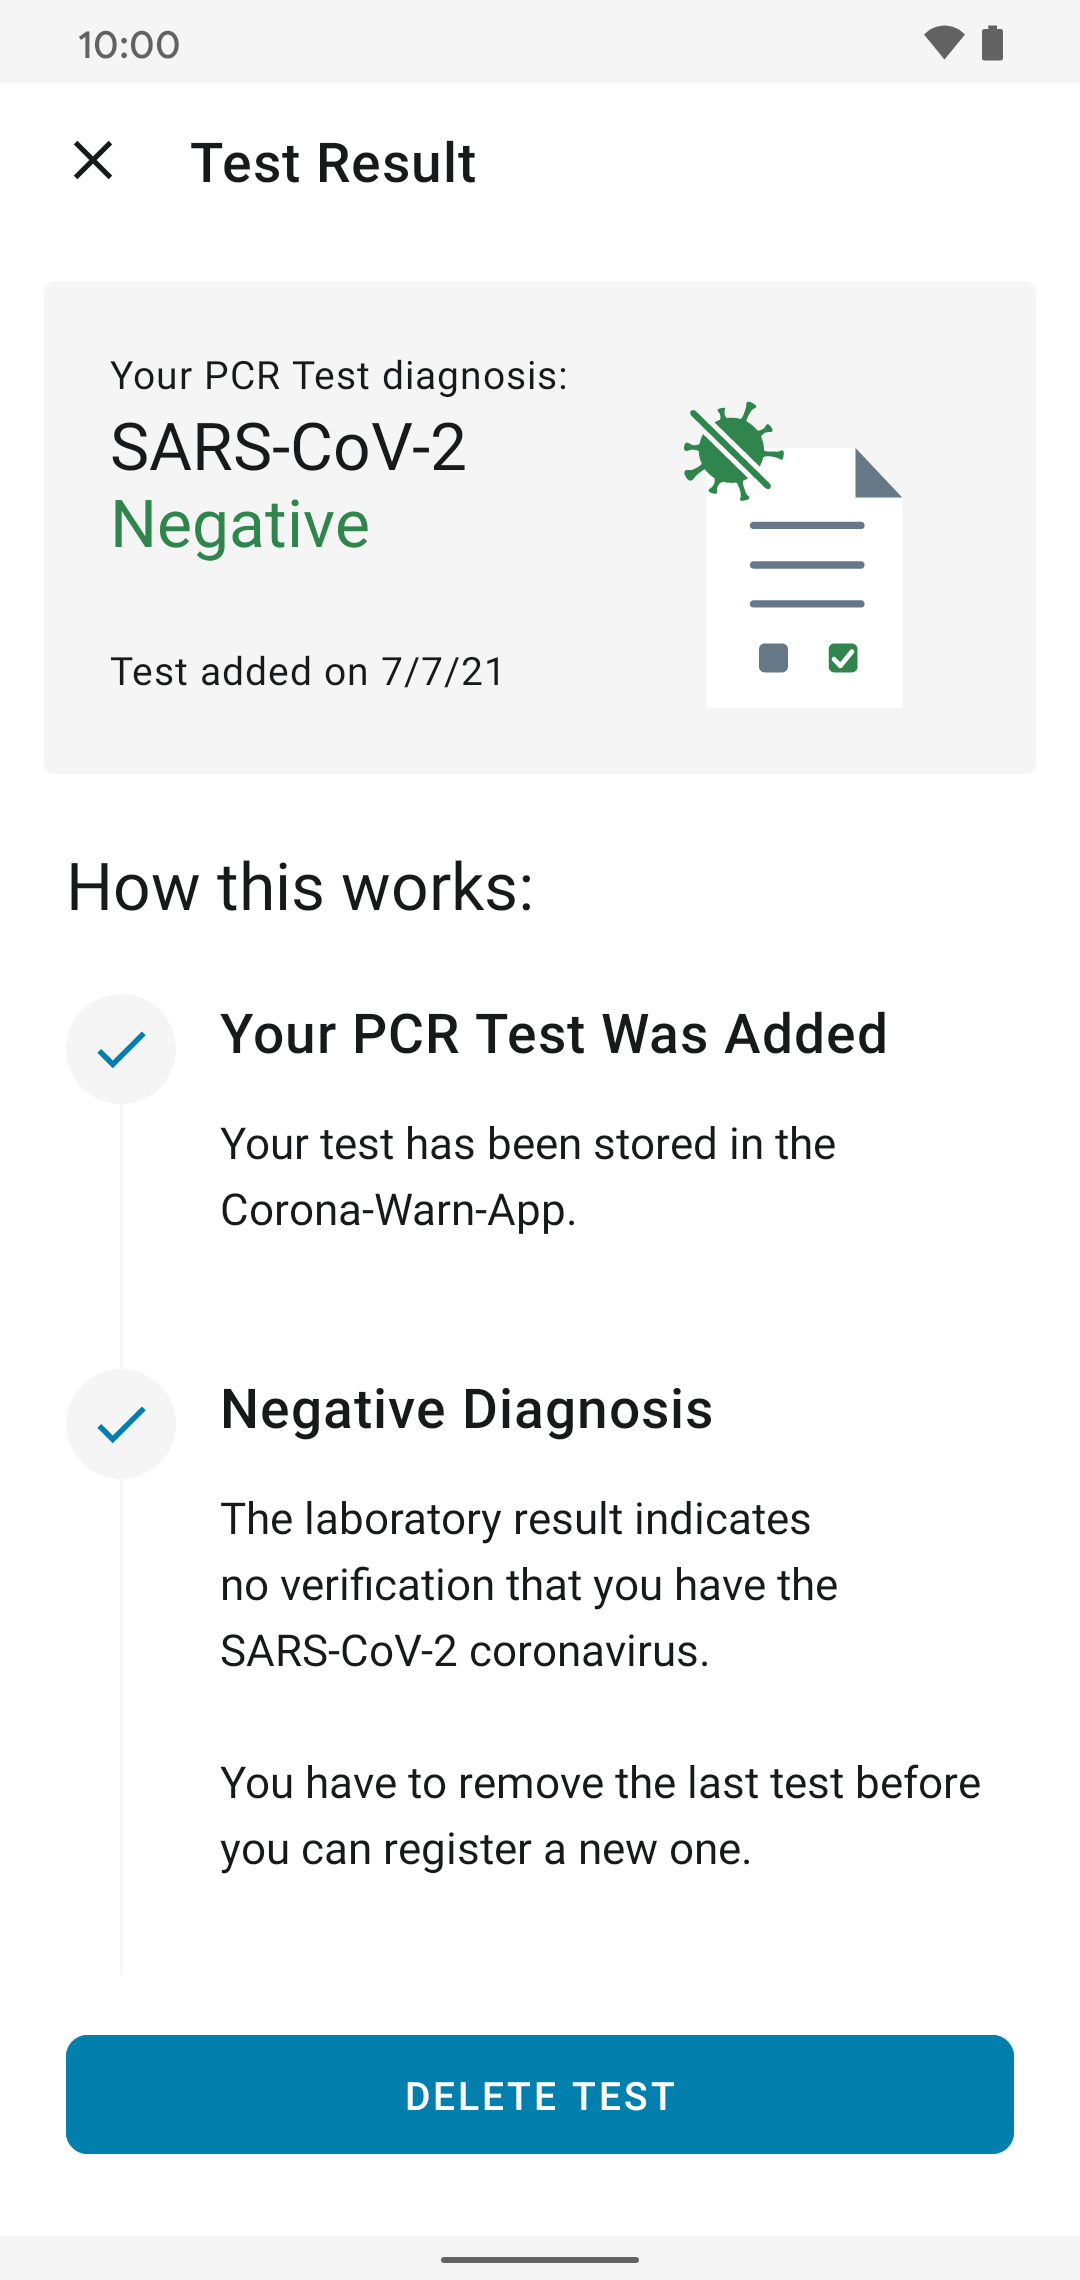 10:00
Test Result
Your PCR Test diagnosis:
SARS-CoV-2
Negative
Test added on 7/7/21
How this works:
Your PCR Test Was Added
Your test has been stored in the
Corona-Warn-App.
Negative Diagnosis
The laboratory result indicates
no verification that you have the
SARS-CoV-2 coronavirus.
You have to remove the last test before
you can register a new one.
DELETE TEST